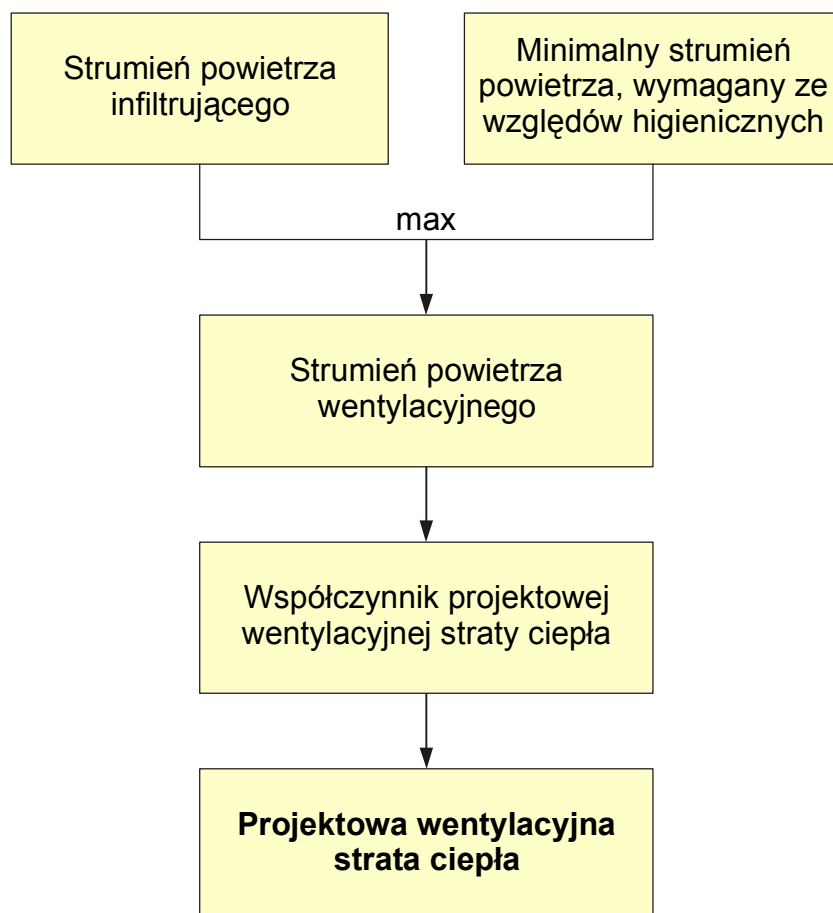 Strumień powietrza
infiltrującego
Minimalny strumień
powietrza, wymagany ze
względów higienicznych
max
Strumień powietrza
wentylacyjnego
Współczynnik projektowej
wentylacyjnej straty ciepła
Projektowa wentylacyjna
strata ciepła